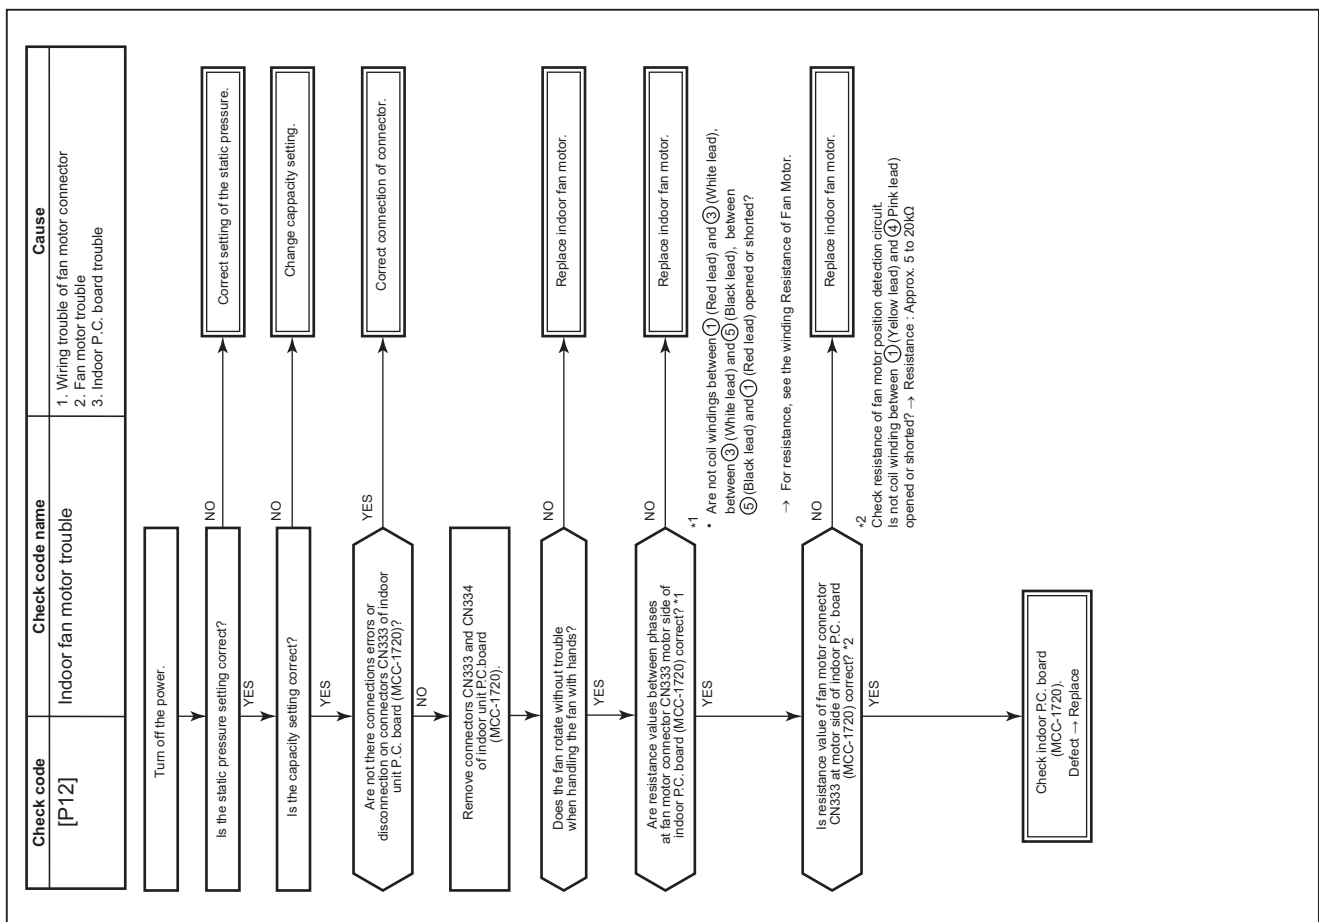 Check code
Check code name
Cause
[P12]
Indoor fan motor trouble
1. Wiring trouble of fan motor connector
2. Fan motor trouble
3. Indoor P.C. board trouble
Turn off the power.
Is the static pressure setting correct?
NO
Correct setting of the static pressure.
YES
Is the capacity setting correct?
NO
Change cappacity setting.
YES
Are not there connections errors or
disconnection on connectors CN333 of indoor
unit P.C. board (MCC-1720)?
YES
Correct connection of connector.
NO
Remove connectors CN333 and CN334
of indoor unit P.C.board
(MCC-1720).
Does the fan rotate without trouble
when handling the fan with hands?
NO
Replace indoor fan motor.
YES
Are resistance values between phases
at fan motor connector CN333 motor side of
indoor P.C. board (MCC-1720) correct? *1
NO
Replace indoor fan motor.
*1
• Are not coil windings between ① (Red lead) and ③ (White lead),
between ③ (White lead) and ⑤ (Black lead), between
⑤ (Black lead) and ① (Red lead) opened or shorted?
→ For resistance, see the winding Resistance of Fan Motor.
YES
Is resistance value of fan motor connector
CN333 at motor side of indoor P.C. board
(MCC-1720) correct? *2
NO
Replace indoor fan motor.
*2
Check resistance of fan motor position detection circuit.
Is not coil winding between ① (Yellow lead) and ④ Pink lead)
opened or shorted? → Resistance : Approx. 5 to 20kΩ
YES
Check indoor P.C. board
(MCC-1720).
Defect → Replace